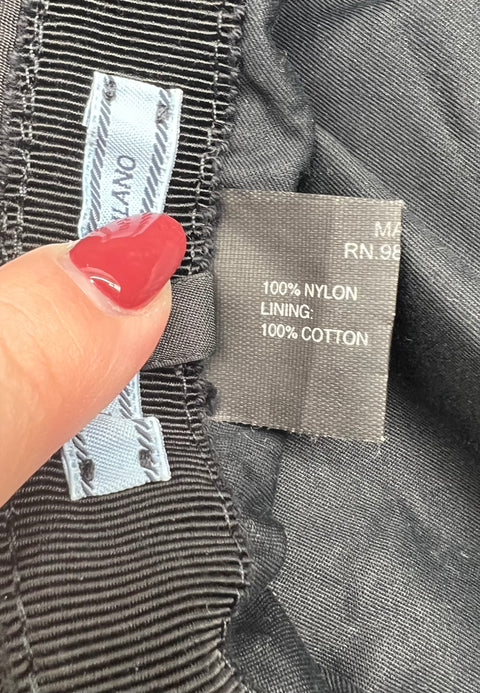 LANO
MA
RN.98
100% NYLON
LINING:
100% COTTON